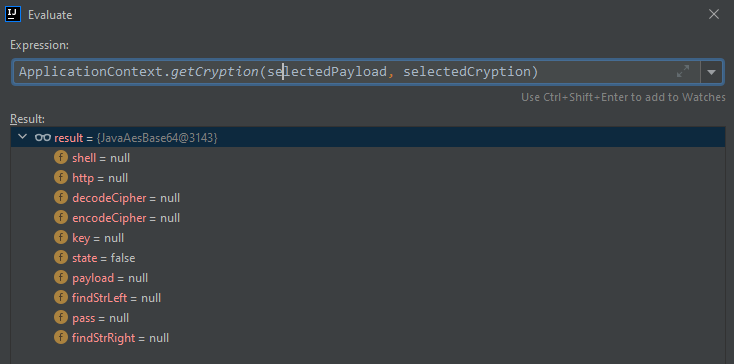 IJ Evaluate
Expression:
ApplicationContext.getCryption(selectedPayload, selectedCryption)
Use Ctrl+Shift+Enter to add to Watches
Result:
result = {JavaAesBase64@3143}
f shell = null
f http = null
f decodeCipher = null
f encodeCipher = null
f key = null
f state = false
f payload = null
f findStrLeft = null
f pass = null
f findStrRight = null